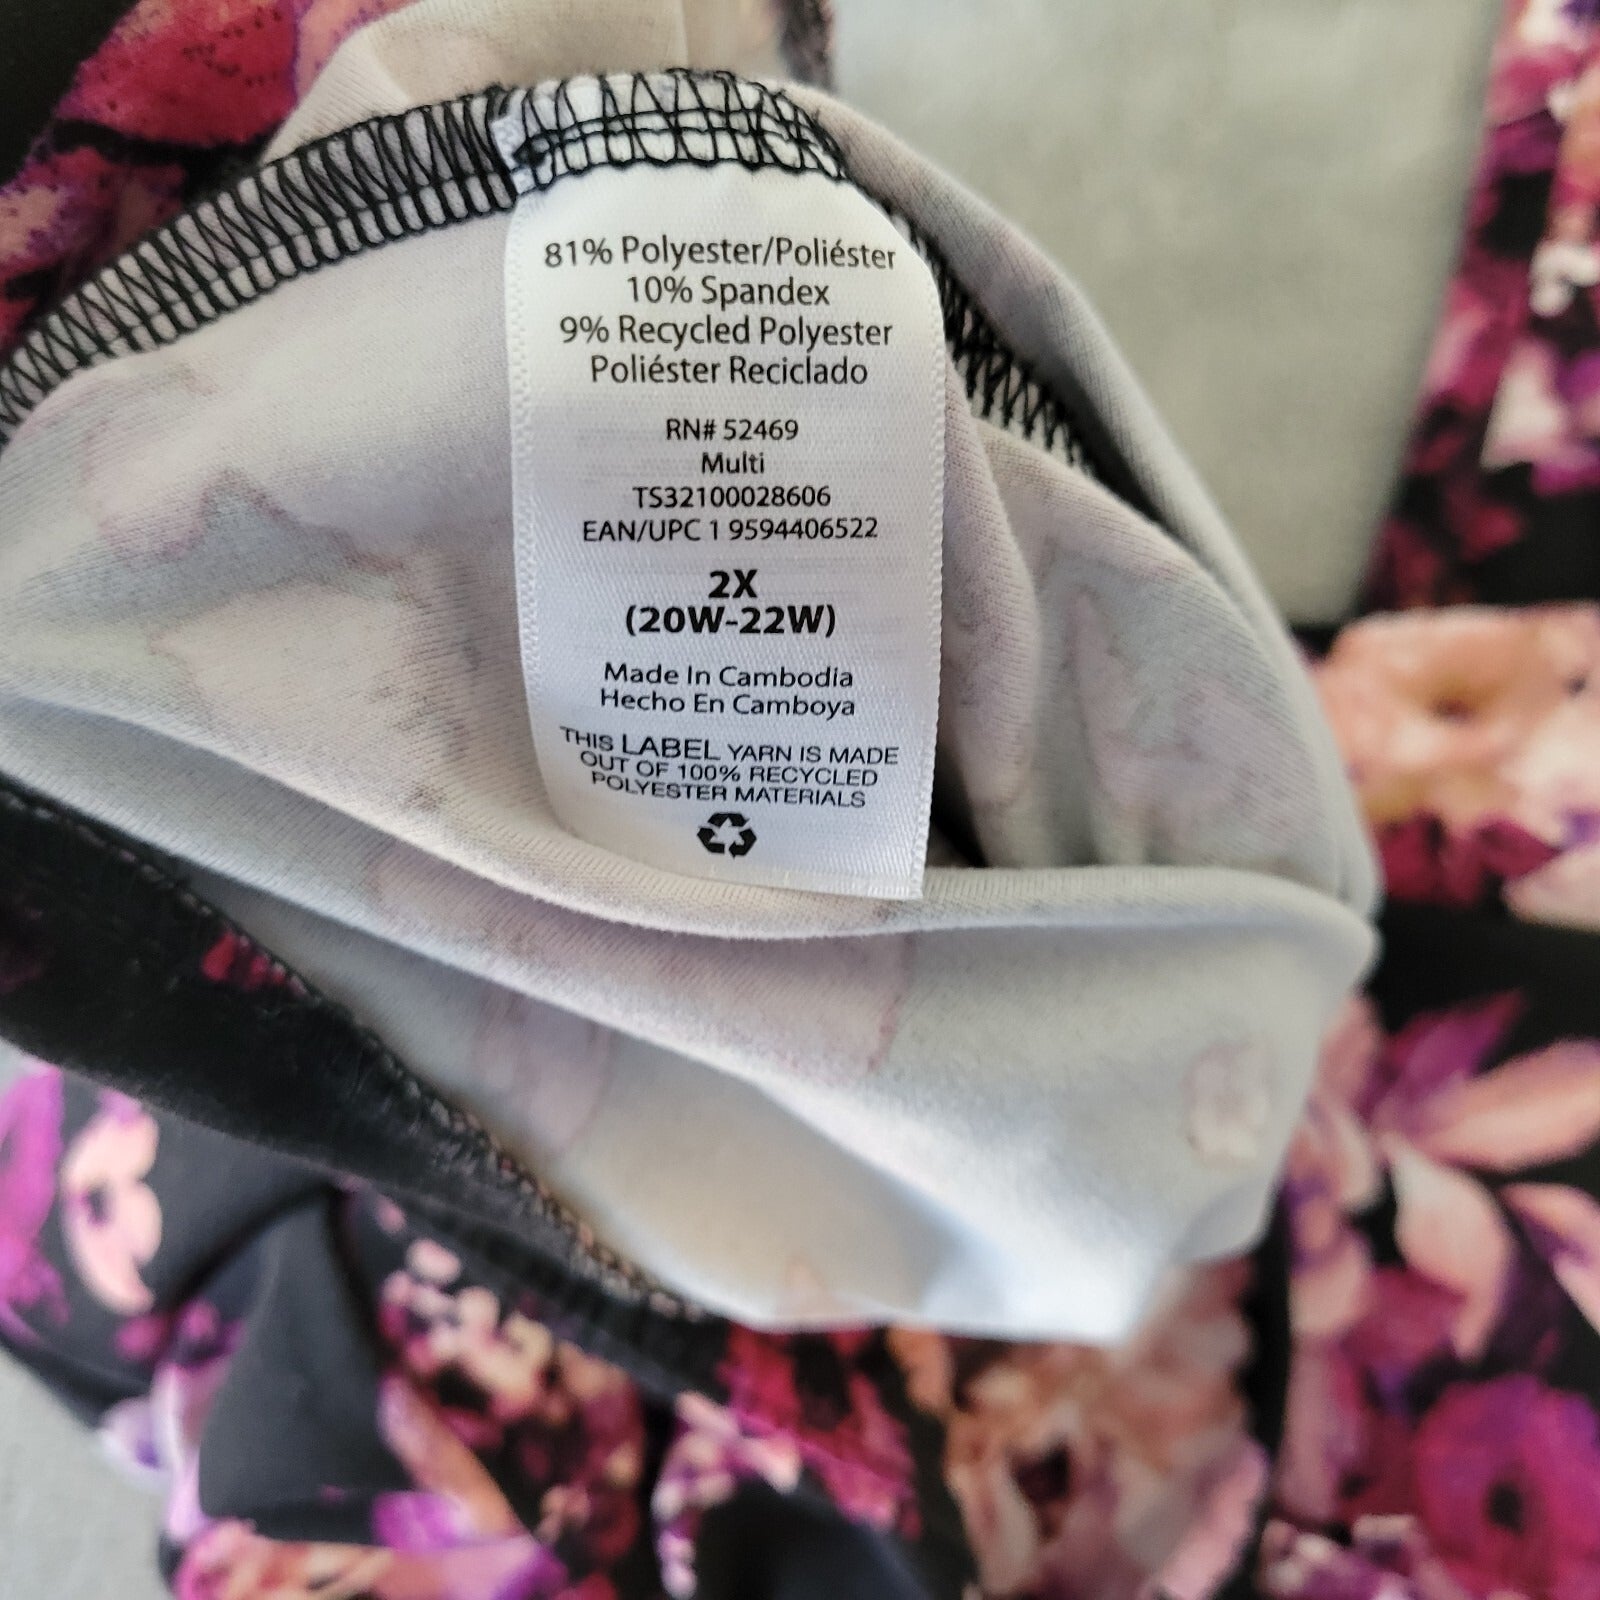 81% Polyester/Poliéster
10% Spandex
9% Recycled Polyester
Poliéster Reciclado
RN# 52469
Multi
TS32100028606
EAN/UPC 1 9594406522
2X
(20W-22W)
Made In Cambodia
Hecho En Camboya
THIS LABEL YARN IS MADE
OUT OF 100% RECYCLED
POLYESTER MATERIALS